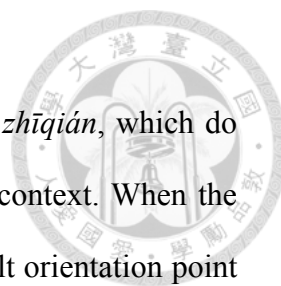 zhīqián, which do
context. When the
lt orientation point